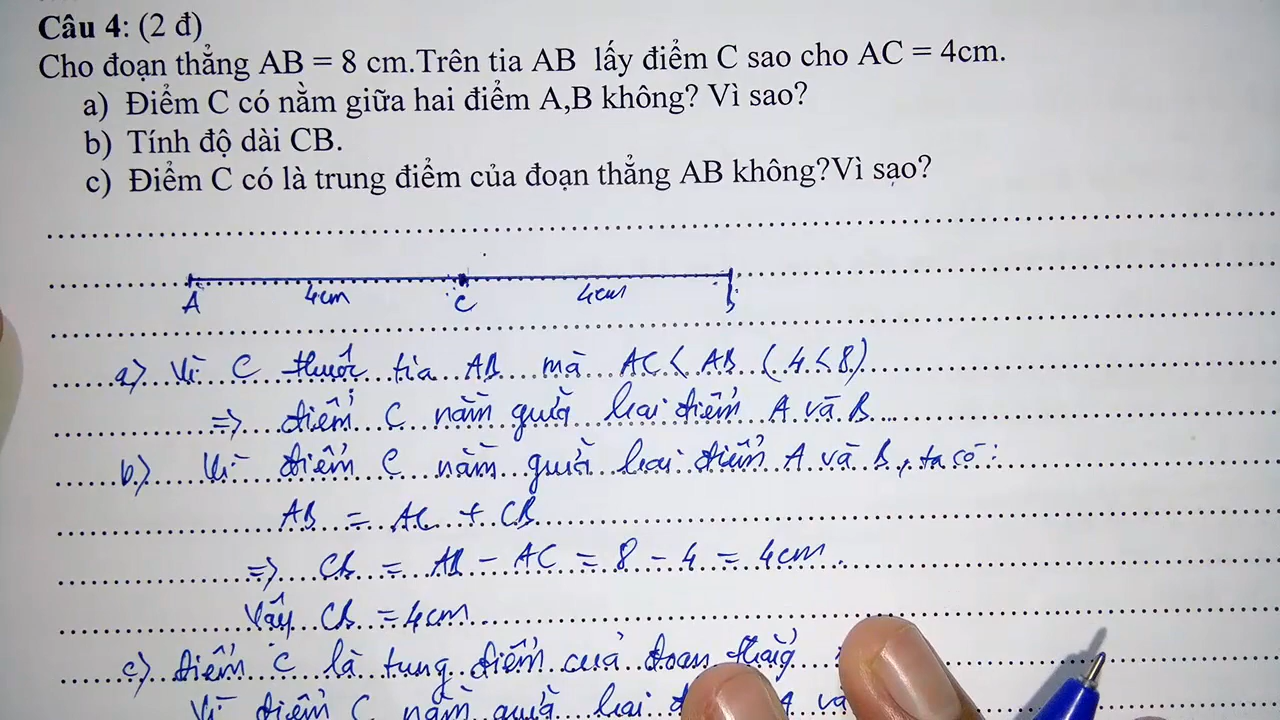 Câu 4: (2 đ)
Cho đoạn thẳng AB = 8 cm.Trên tia AB lấy điểm C sao cho AC = 4cm.
a) Điểm C có nằm giữa hai điểm A,B không? Vì sao?
b) Tính độ dài CB.
c) Điểm C có là trung điểm của đoạn thẳng AB không?Vì sao?
4cm 4cm
A C B
a) Vì C thuộc tia AB mà AC < AB (4 < 8)
=> điểm C nằm giữa hai điểm A và B
b) Vì điểm C nằm giữa hai điểm A và B, ta có:
AB = AC + CB
=> CB = AB - AC = 8 - 4 = 4cm
Vậy CB = 4cm
c) điểm C là trung điểm của đoạn thẳng
Vì điểm C nằm giữa hai A và